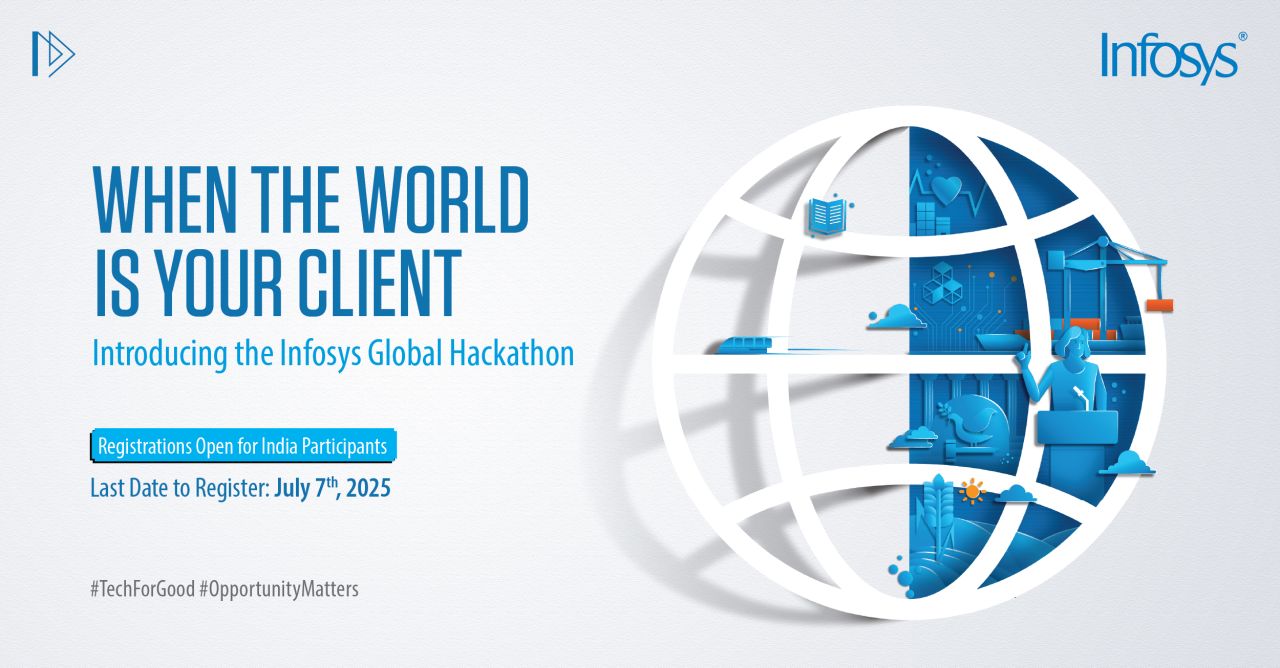 Infosys®
WHEN THE WORLD
IS YOUR CLIENT
Introducing the Infosys Global Hackathon
Registrations Open for India Participants
Last Date to Register: July 7th, 2025
#TechForGood #OpportunityMatters